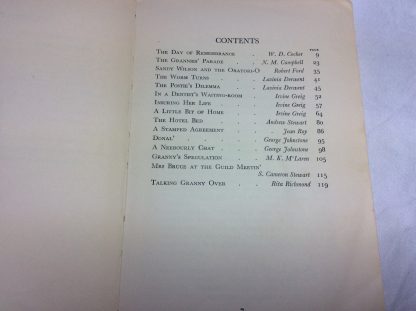 CONTENTS
PAGE
The Day of Remembrance . W. D. Cocker 9
The Grannies' Parade . . N. M. Campbell 23
Sandy Wilson and the Oratori-O Robert Ford 35
The Worm Turns . . Lavinia Derwent 41
The Postie's Dilemma . Lavinia Derwent 45
In a Dentist's Waiting-room . Irvine Greig 52
Insuring Her Life . . Irvine Greig 57
A Little Bit of Home . . Irvine Greig 64
The Hotel Bed . . Andrew Stewart 80
A Stamped Agreement . . Jean Ray 86
Donal' . . George Johnstone 95
A Neebourly Chat . . George Johnstone 98
Granny's Speculation . M. K. M'Laren 105
Mrs Bruce at the Guild Meetin'
S. Cameron Stewart 115
Talking Granny Over . Rita Richmond 119